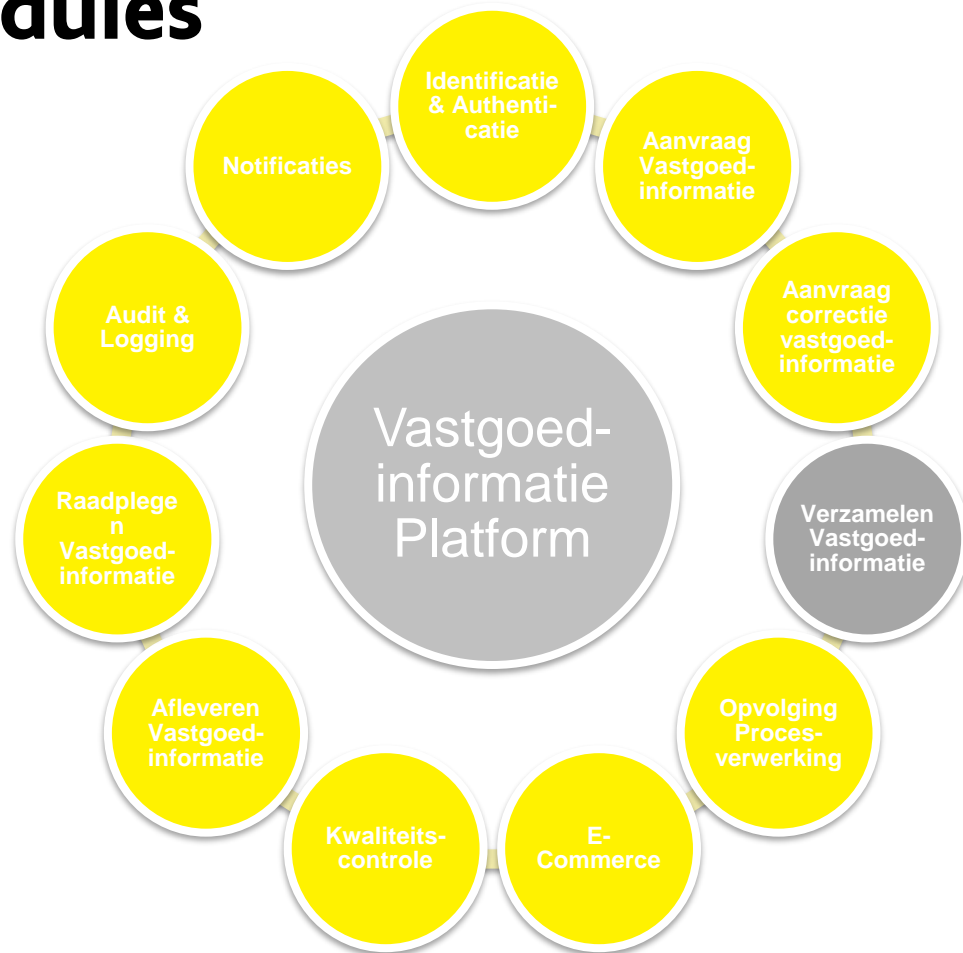 dules
Identificatie
& Authenti-
catie
Aanvraag
Vastgoed-
informatie
Aanvraag
correctie
vastgoed-
informatie
Verzamelen
Vastgoed-
informatie
Opvolging
Proces-
verwerking
E-
Commerce
Kwaliteits-
controle
Afleveren
Vastgoed-
informatie
Raadplege
n
Vastgoed-
informatie
Audit &
Logging
Notificaties
Vastgoed-
informatie
Platform